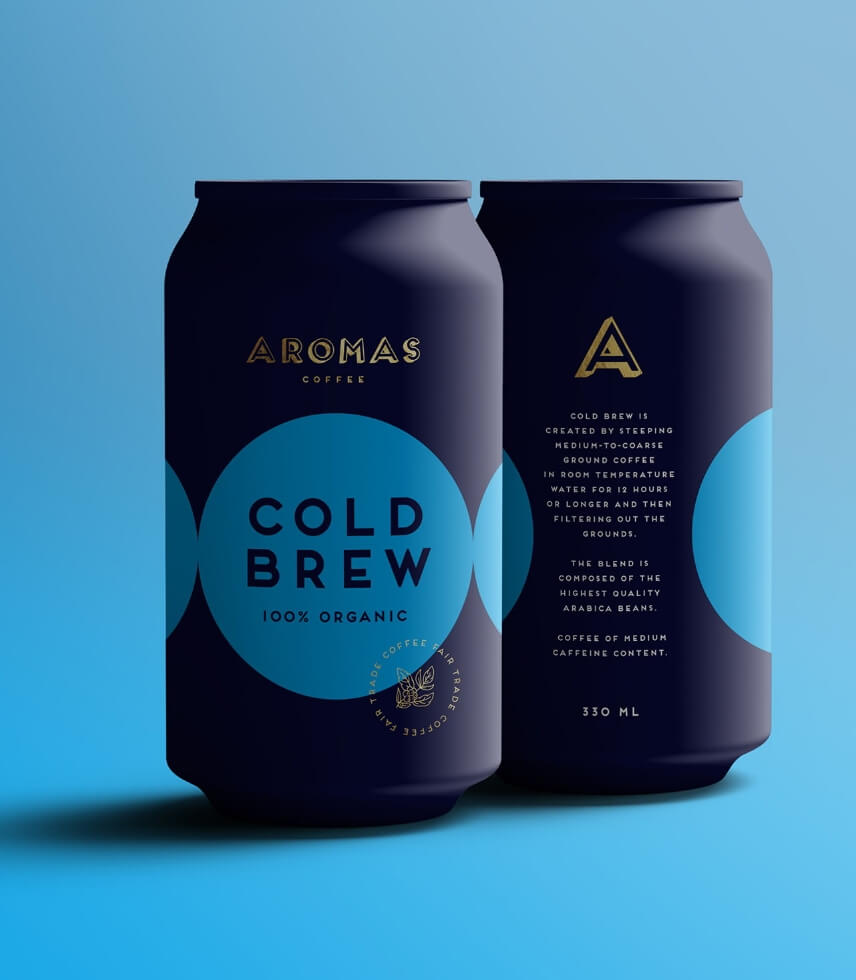 AROMAS
COFFEE
COLD
BREW
100% ORGANIC
FAIR TRADE COFFEE FAIR TRADE COFFEE
A
COLD BREW IS
CREATED BY STEEPING
MEDIUM-TO-COARSE
GROUND COFFEE
IN ROOM TEMPERATURE
WATER FOR 12 HOURS
OR LONGER AND THEN
FILTERING OUT THE
GROUNDS.
THE BLEND IS
COMPOSED OF THE
HIGHEST QUALITY
ARABICA BEANS.
COFFEE OF MEDIUM
CAFFEINE CONTENT.
330 ML